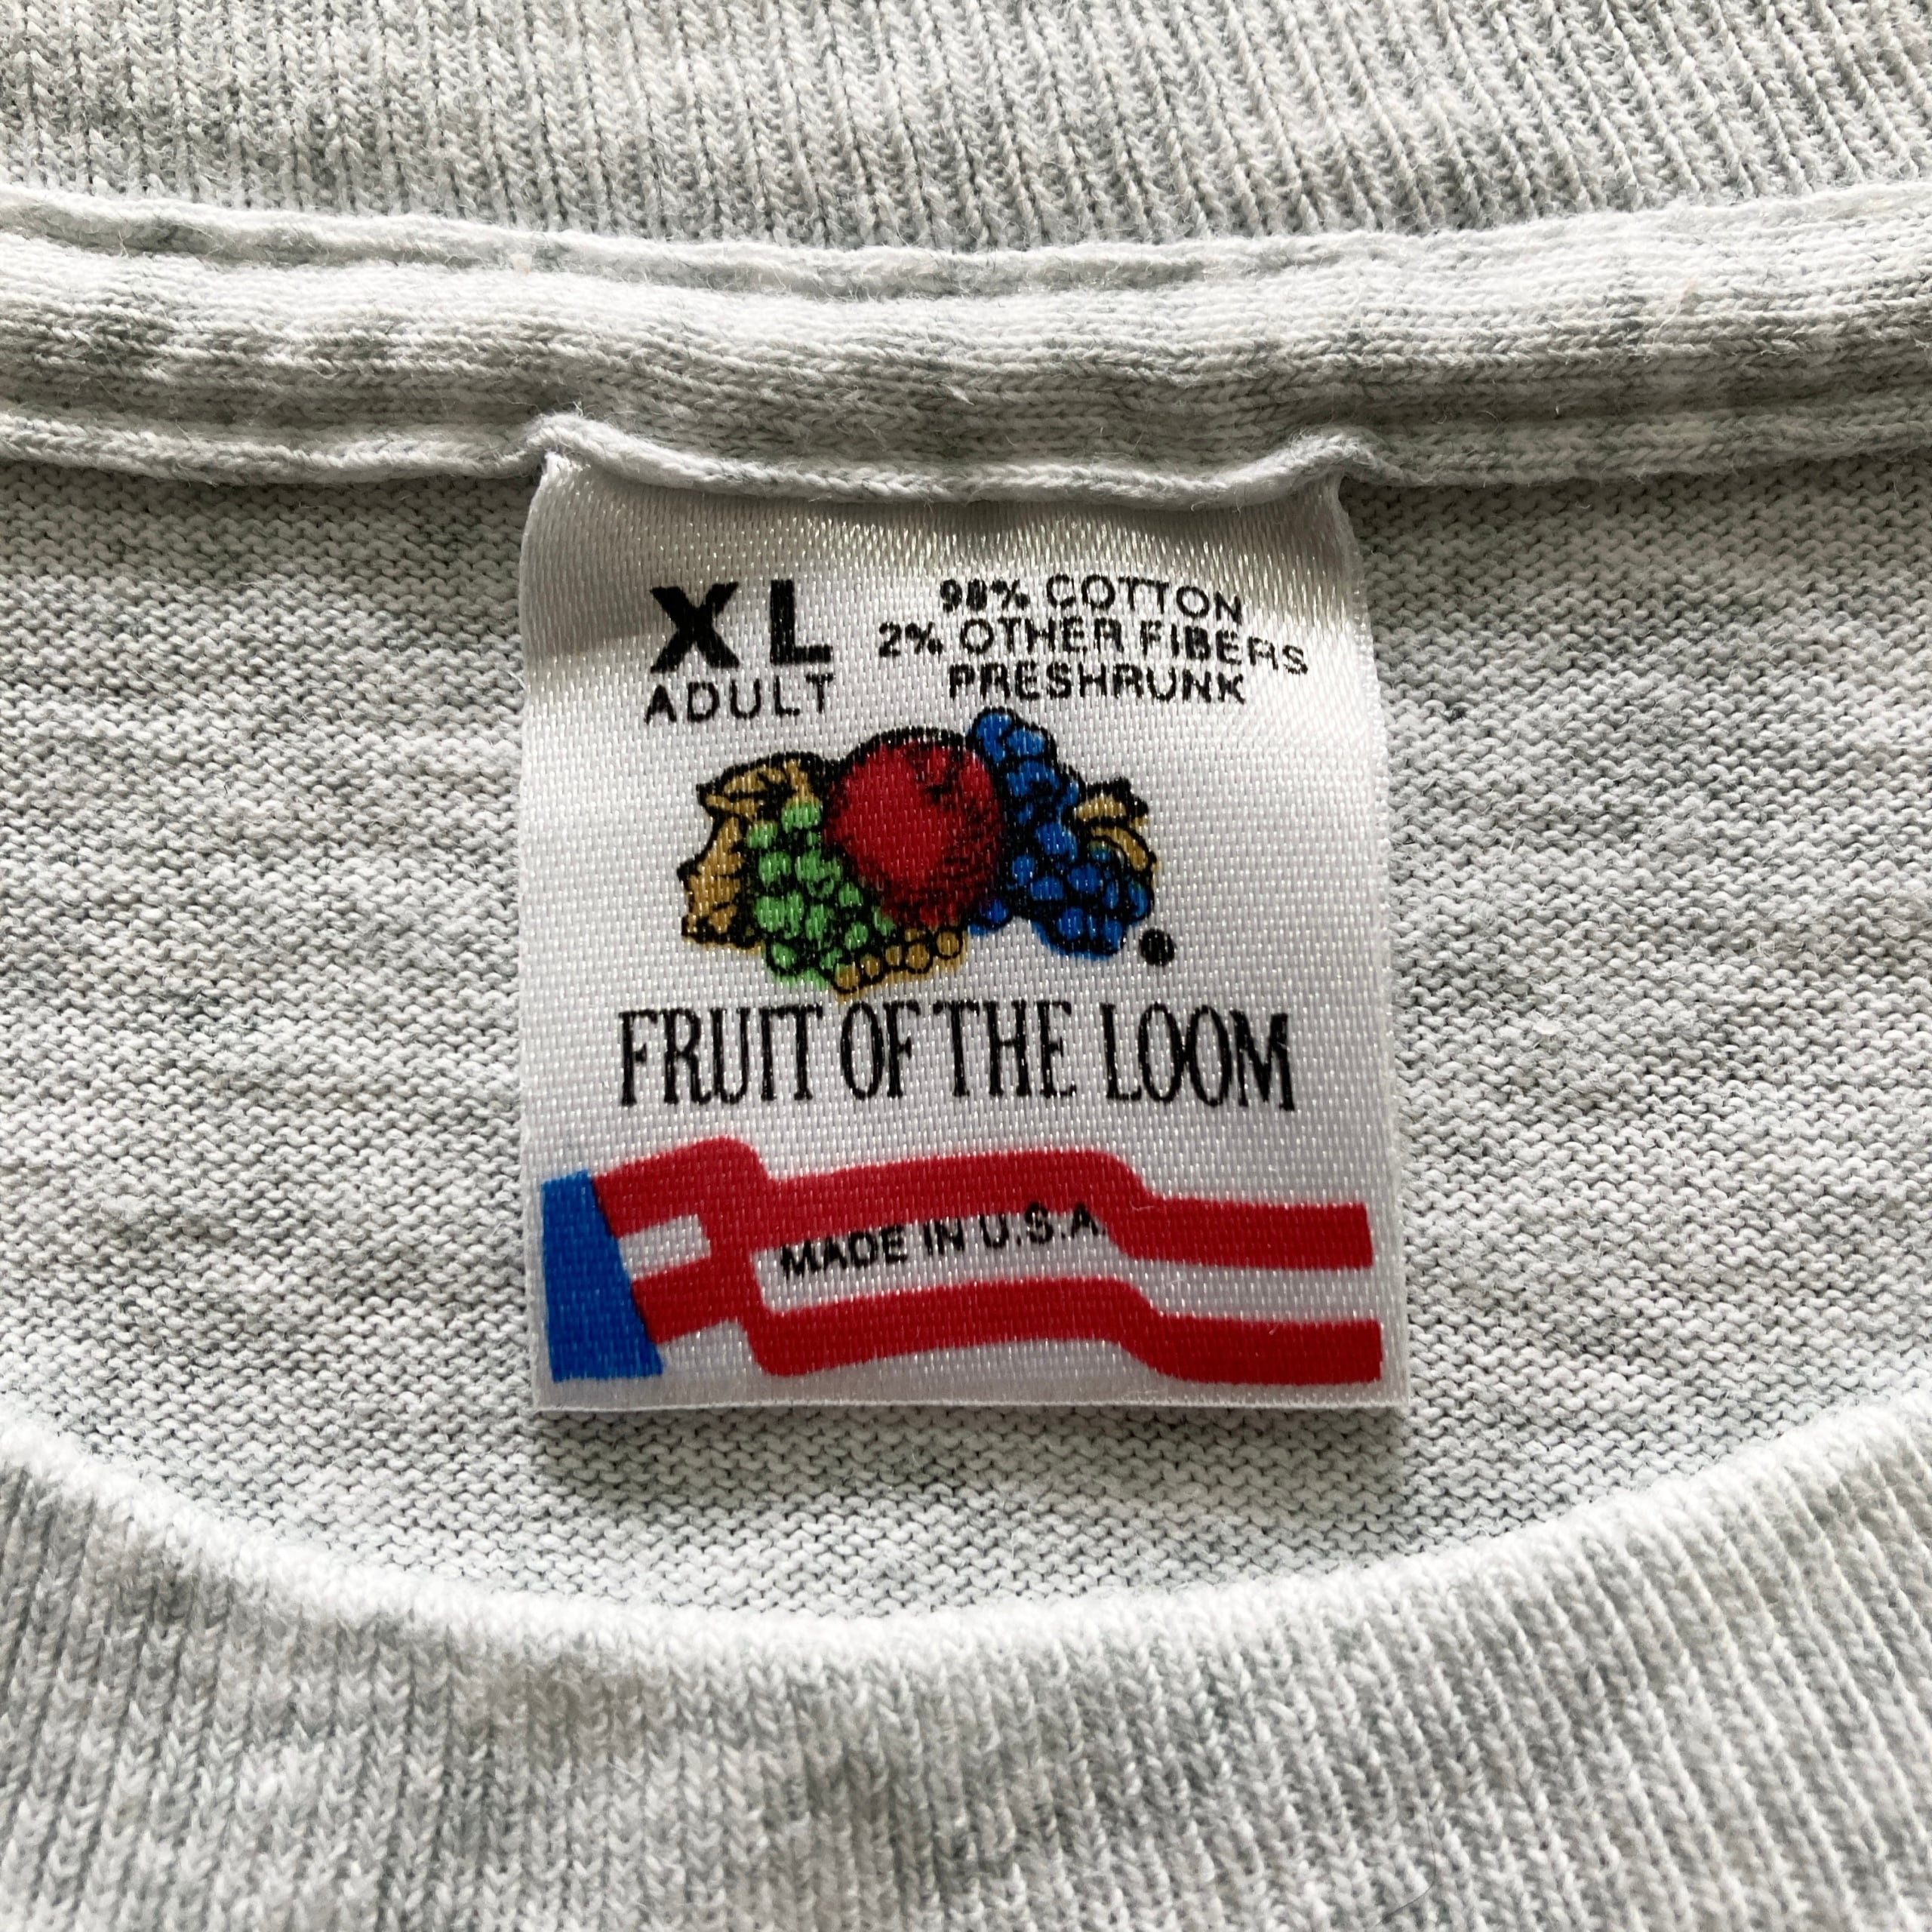 XL
ADULT
98% COTTON
2% OTHER FIBERS
PRESHRUNK
FRUIT OF THE LOOM
MADE IN U.S.A.